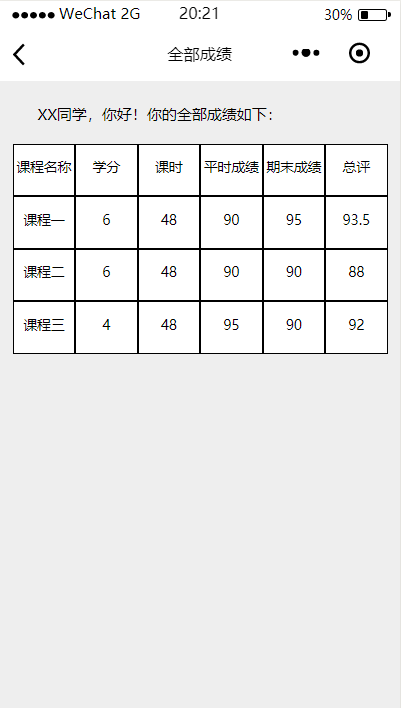 WeChat 2G 20:21 30%
全部成绩
XX同学，你好！你的全部成绩如下：
课程名称 学分 课时 平时成绩 期末成绩 总评
课程一 6 48 90 95 93.5
课程二 6 48 90 90 88
课程三 4 48 95 90 92